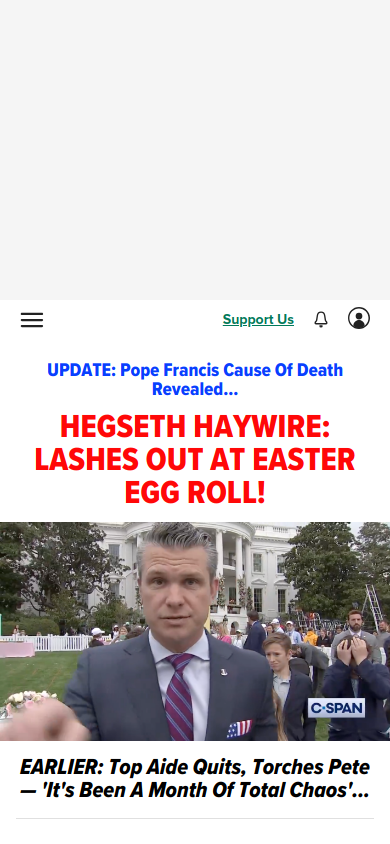 Support Us
UPDATE: Pope Francis Cause Of Death
Revealed...
HEGSETH HAYWIRE:
LASHES OUT AT EASTER
EGG ROLL!
C-SPAN
EARLIER: Top Aide Quits, Torches Pete
— 'It's Been A Month Of Total Chaos'...